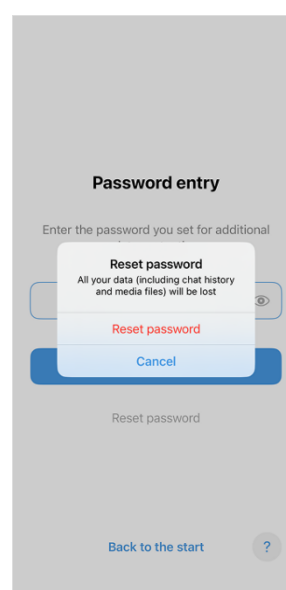 Password entry
Enter the password you set for additional
Reset password
All your data (including chat history
and media files) will be lost
Reset password
Cancel
Reset password
Back to the start
?